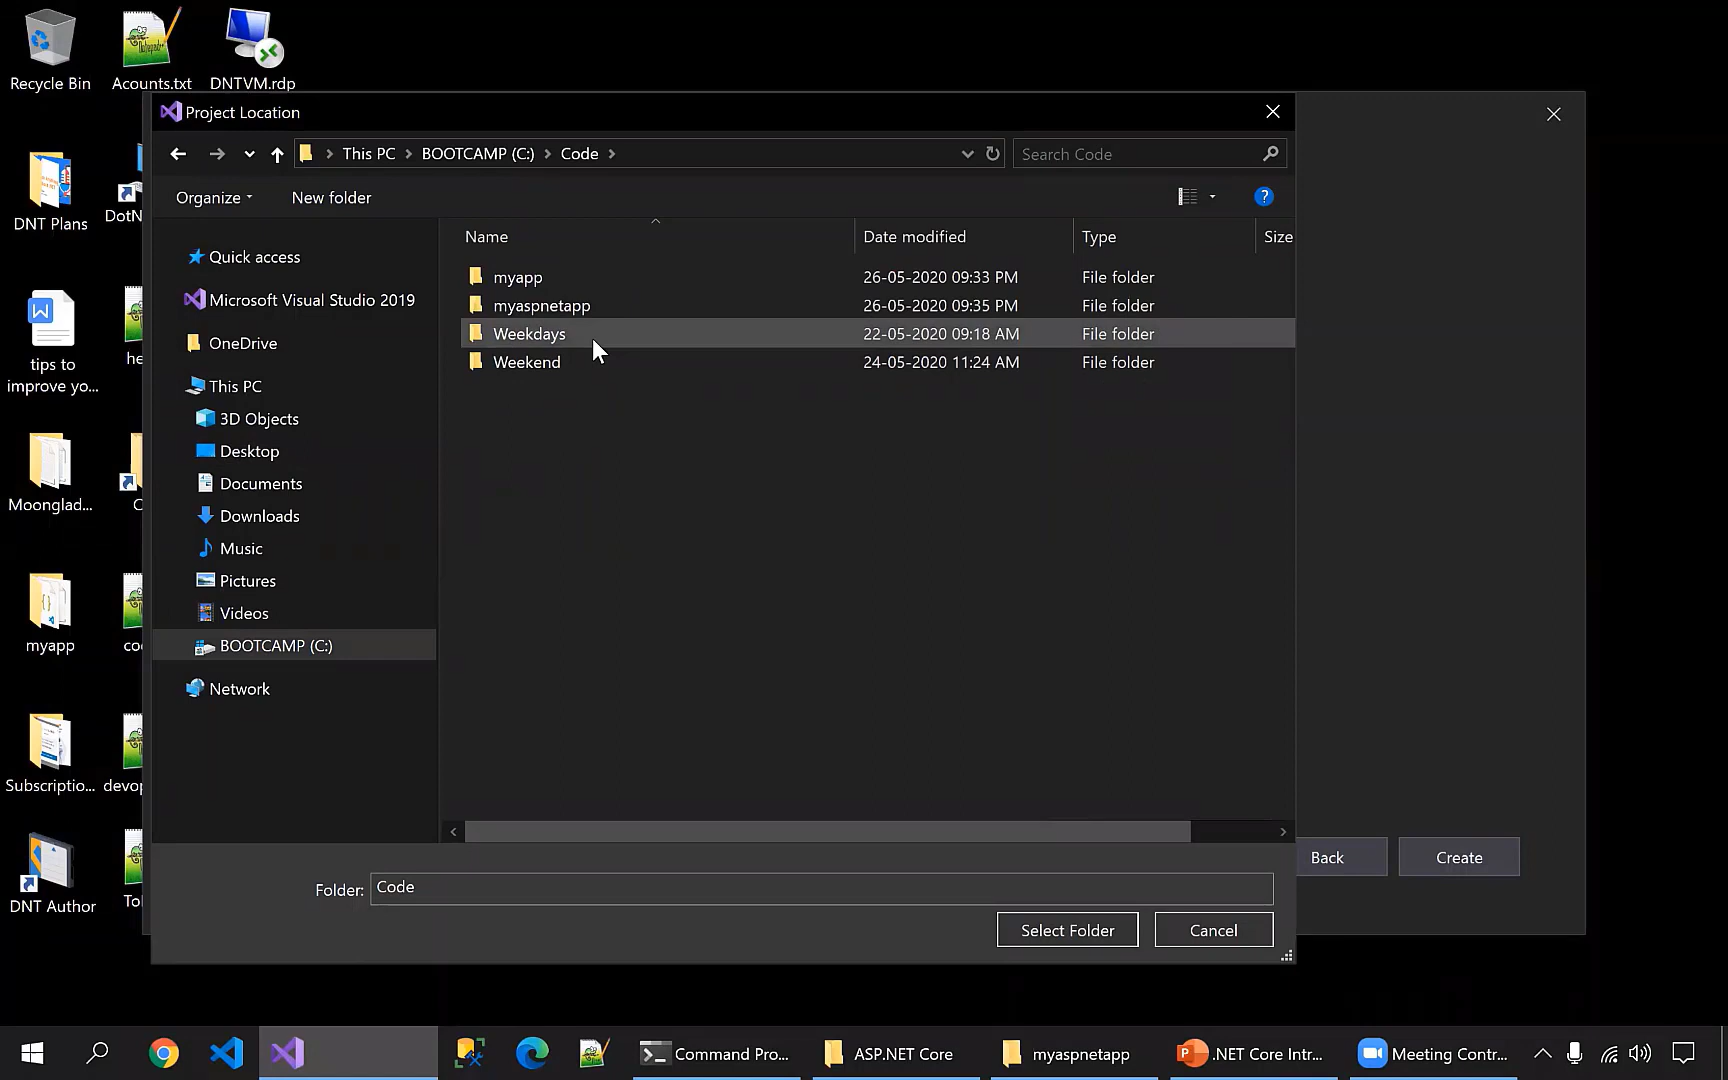 Recycle Bin
Acounts.txt
DNTVM.rdp
Project Location
This PC
BOOTCAMP (C:)
Code
Search Code
Organize
New folder
Name
Date modified
Type
Size
Quick access
Microsoft Visual Studio 2019
OneDrive
This PC
3D Objects
Desktop
Documents
Downloads
Music
Pictures
Videos
BOOTCAMP (C:)
Network
myapp 26-05-2020 09:33 PM File folder
myaspnetapp 26-05-2020 09:35 PM File folder
Weekdays 22-05-2020 09:18 AM File folder
Weekend 24-05-2020 11:24 AM File folder
DNT Plans
DotN
tips to
improve yo...
he
Moonglad...
C
myapp
co
Subscriptio...
devop
DNT Author
To
Folder: Code
Select Folder
Cancel
Back
Create
Command Pro...
ASP.NET Core
myaspnetapp
.NET Core Intr...
Meeting Contr...